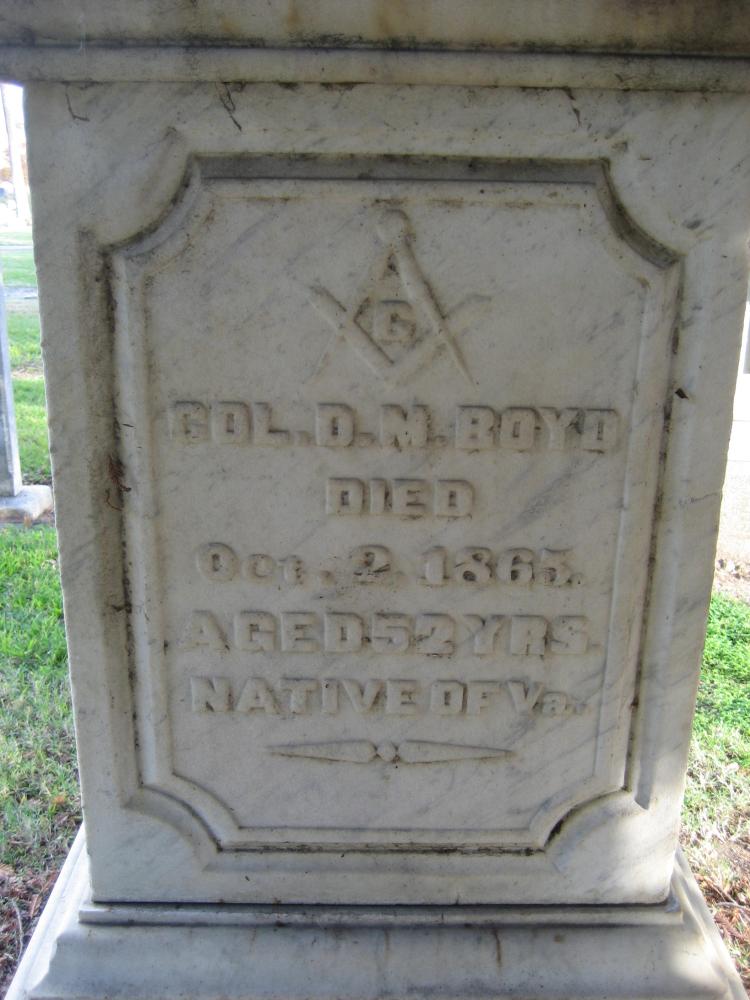 G
COL. D. M. BOYD
DIED
Oct. 2. 1865.
AGED 52 YRS.
NATIVE OF Va.